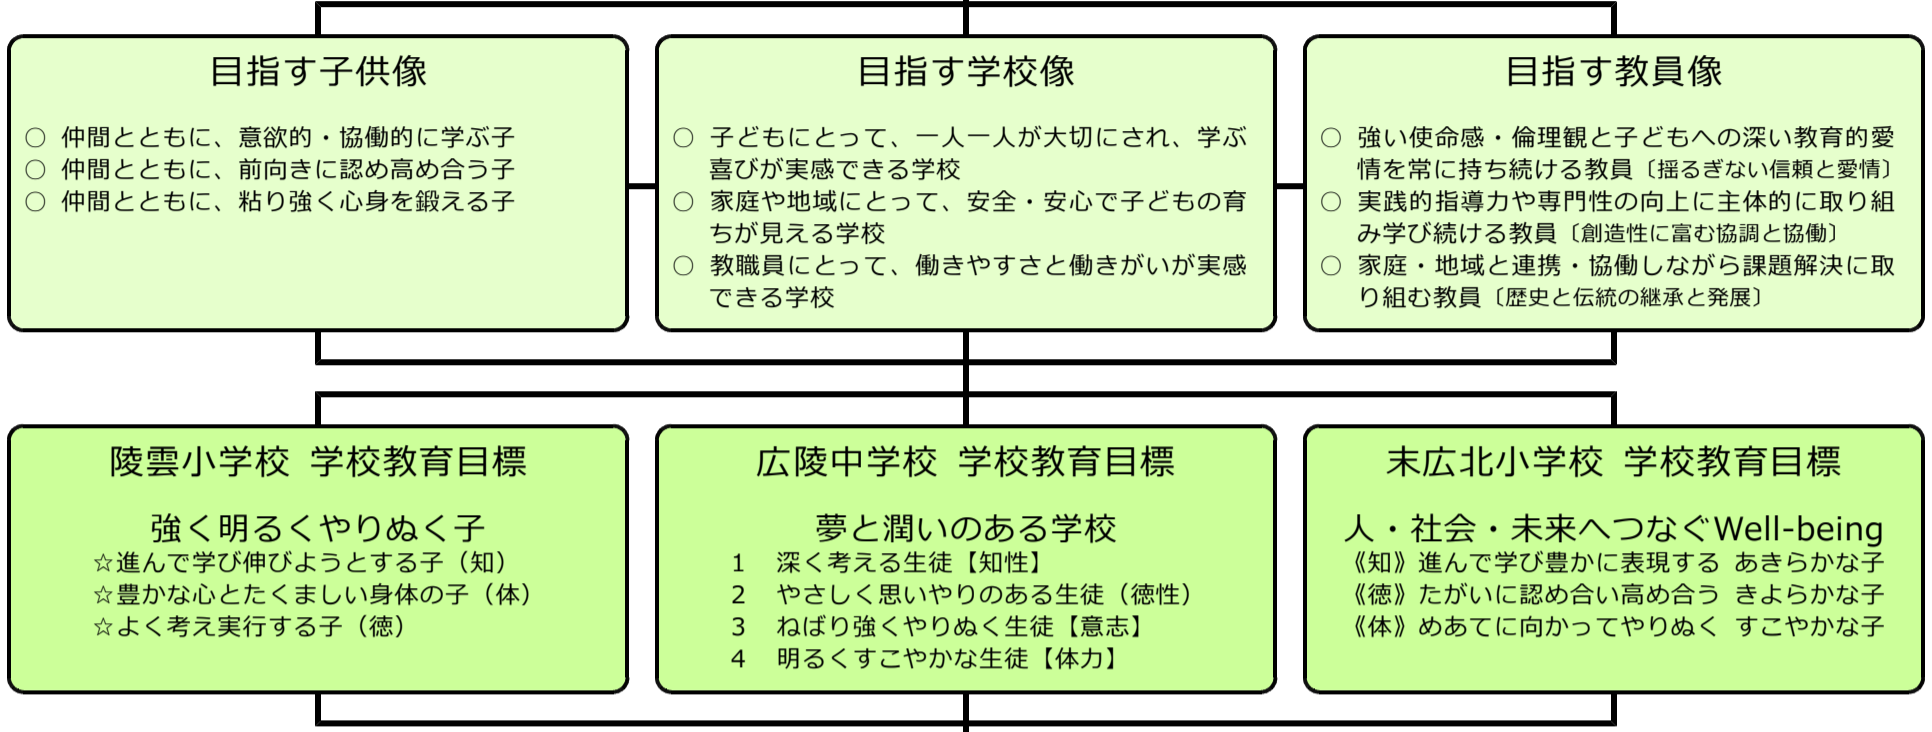 目指す子供像
○ 仲間とともに、意欲的・協働的に学ぶ子
○ 仲間とともに、前向きに認め高め合う子
○ 仲間とともに、粘り強く心身を鍛える子
目指す学校像
○ 子どもにとって、一人一人が大切にされ、学ぶ
喜びが実感できる学校
○ 家庭や地域にとって、安全・安心で子どもの育
ちが見える学校
○ 教職員にとって、働きやすさと働きがいが実感
できる学校
目指す教員像
○ 強い使命感・倫理観と子どもへの深い教育的愛
情を常に持ち続ける教員〔揺るぎない信頼と愛情〕
○ 実践的指導力や専門性の向上に主体的に取り組
み学び続ける教員〔創造性に富む協調と協働〕
○ 家庭・地域と連携・協働しながら課題解決に取
り組む教員〔歴史と伝統の継承と発展〕
陵雲小学校 学校教育目標
強く明るくやりぬく子
☆進んで学び伸びようとする子（知）
☆豊かな心とたくましい身体の子（体）
☆よく考え実行する子（徳）
広陵中学校 学校教育目標
夢と潤いのある学校
1 深く考える生徒【知性】
2 やさしく思いやりのある生徒（徳性）
3 ねばり強くやりぬく生徒【意志】
4 明るくすこやかな生徒【体力】
末広北小学校 学校教育目標
人・社会・未来へつなぐWell-being
《知》進んで学び豊かに表現する あきらかな子
《徳》たがいに認め合い高め合う きよらかな子
《体》めあてに向かってやりぬく すこやかな子